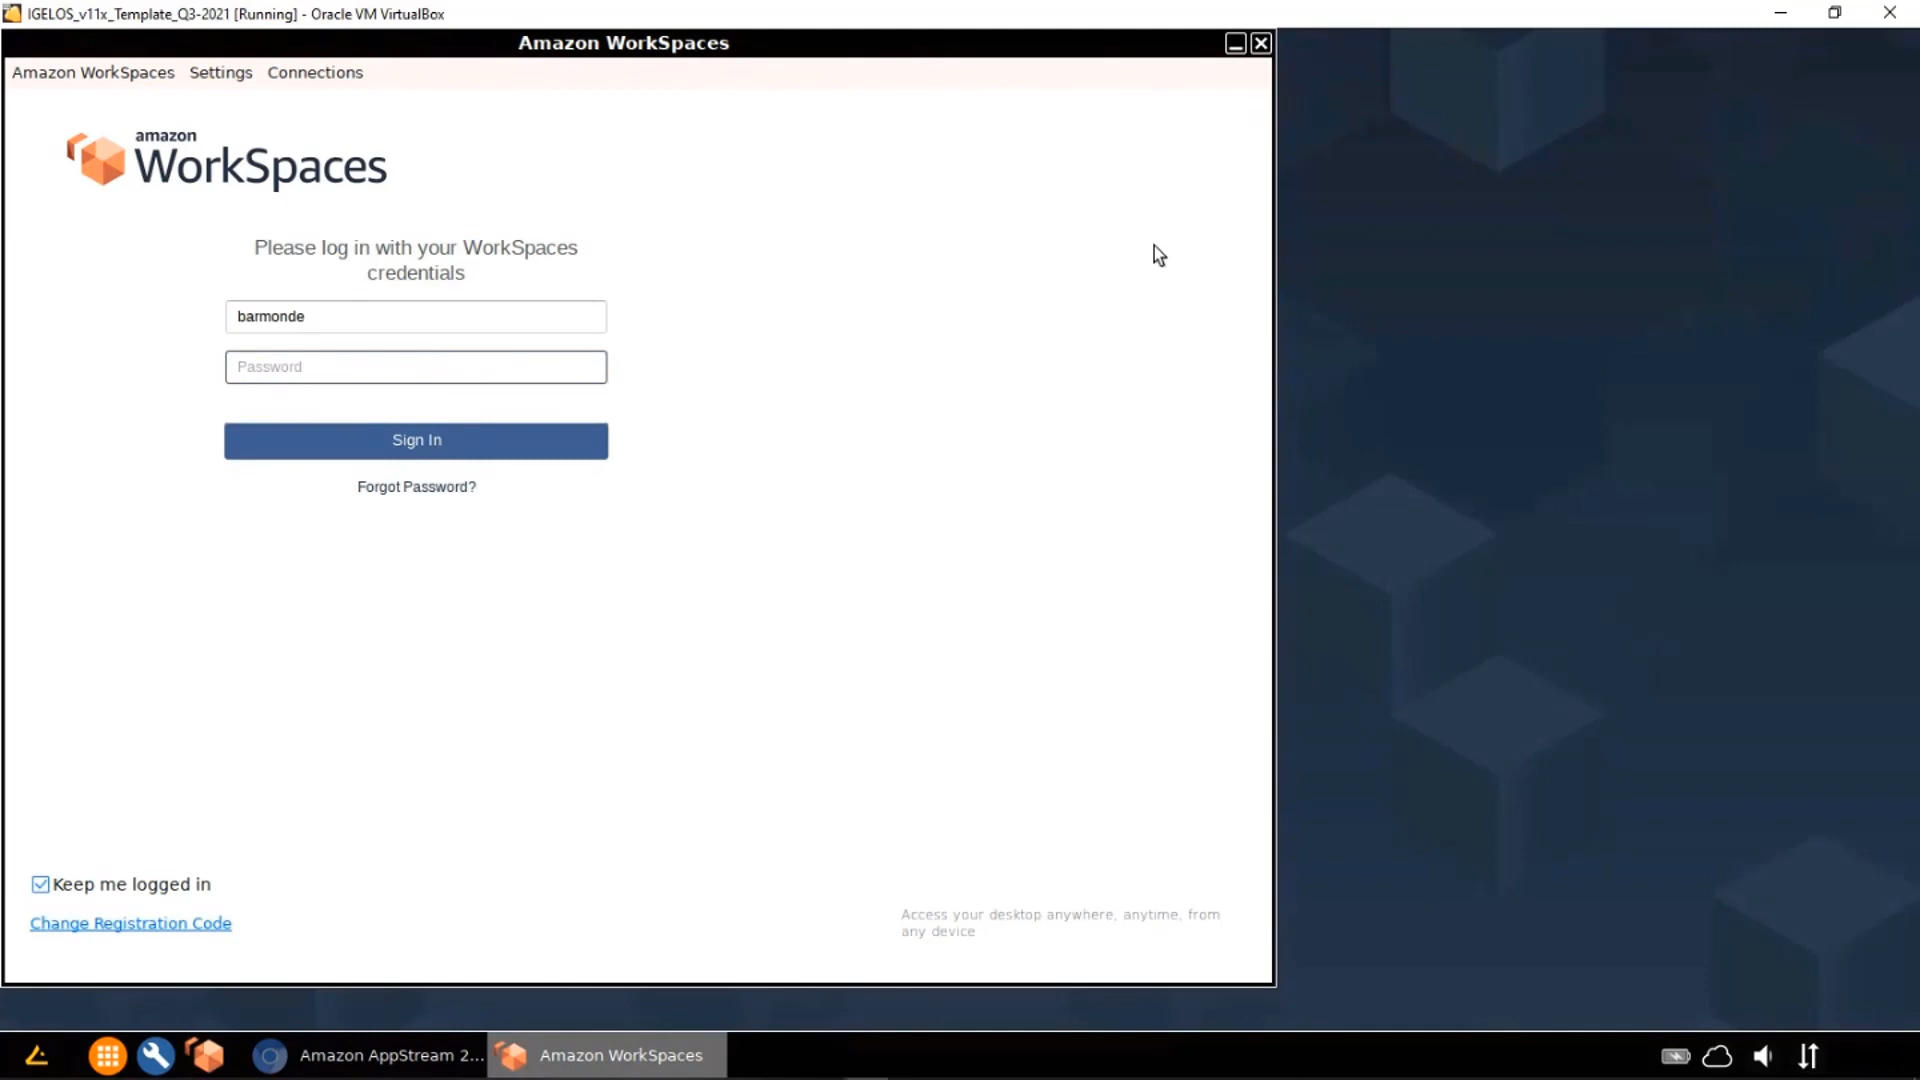 IGELOS_v11x_Template_Q3-2021 [Running] - Oracle VM VirtualBox
Amazon WorkSpaces
Amazon WorkSpaces Settings Connections
amazon
WorkSpaces
Please log in with your WorkSpaces
credentials
barmonde
Password
Sign In
Forgot Password?
Keep me logged in
Change Registration Code
Access your desktop anywhere, anytime, from
any device
Amazon AppStream 2... Amazon WorkSpaces